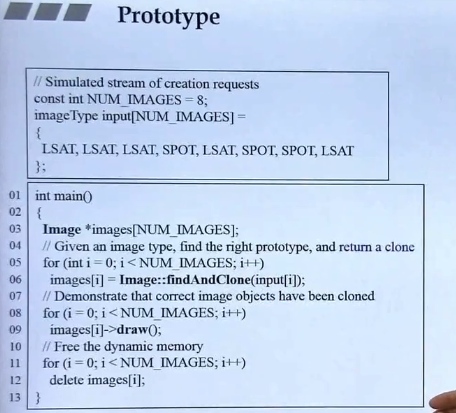 Prototype
// Simulated stream of creation requests
const int NUM_IMAGES = 8;
imageType input[NUM_IMAGES] =
{
LSAT, LSAT, LSAT, SPOT, LSAT, SPOT, SPOT, LSAT
};
01 int main()
02 {
03 Image *images[NUM_IMAGES];
04 // Given an image type, find the right prototype, and return a clone
05 for (int i = 0; i < NUM_IMAGES; i++)
06 images[i] = Image::findAndClone(input[i]);
07 // Demonstrate that correct image objects have been cloned
08 for (i = 0; i < NUM_IMAGES; i++)
09 images[i]->draw();
10 // Free the dynamic memory
11 for (i = 0; i < NUM_IMAGES; i++)
12 delete images[i];
13 }